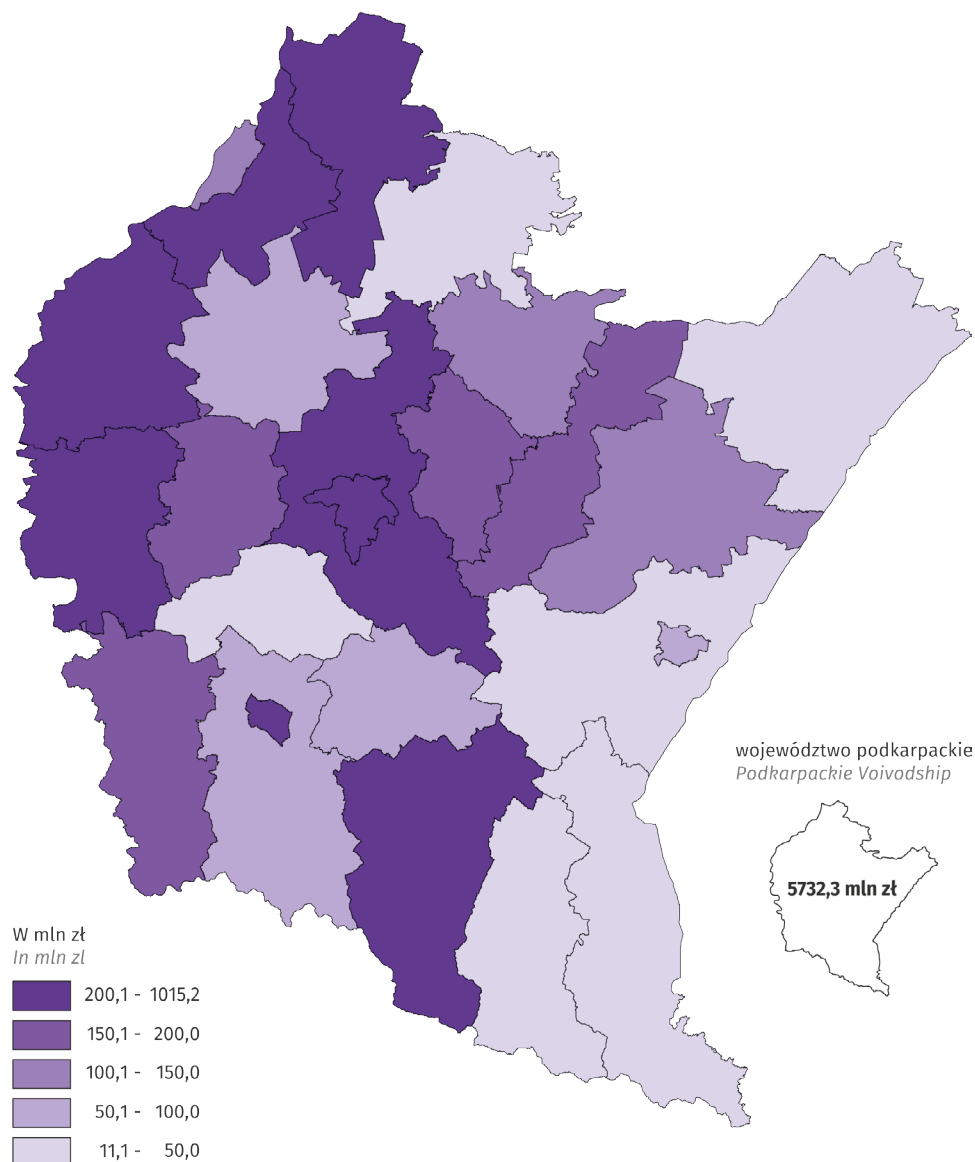 województwo podkarpackie
Podkarpackie Voivodship
5732,3 mln zł
W mln zł
In mln zl
200,1 - 1015,2
150,1 - 200,0
100,1 - 150,0
50,1 - 100,0
11,1 - 50,0